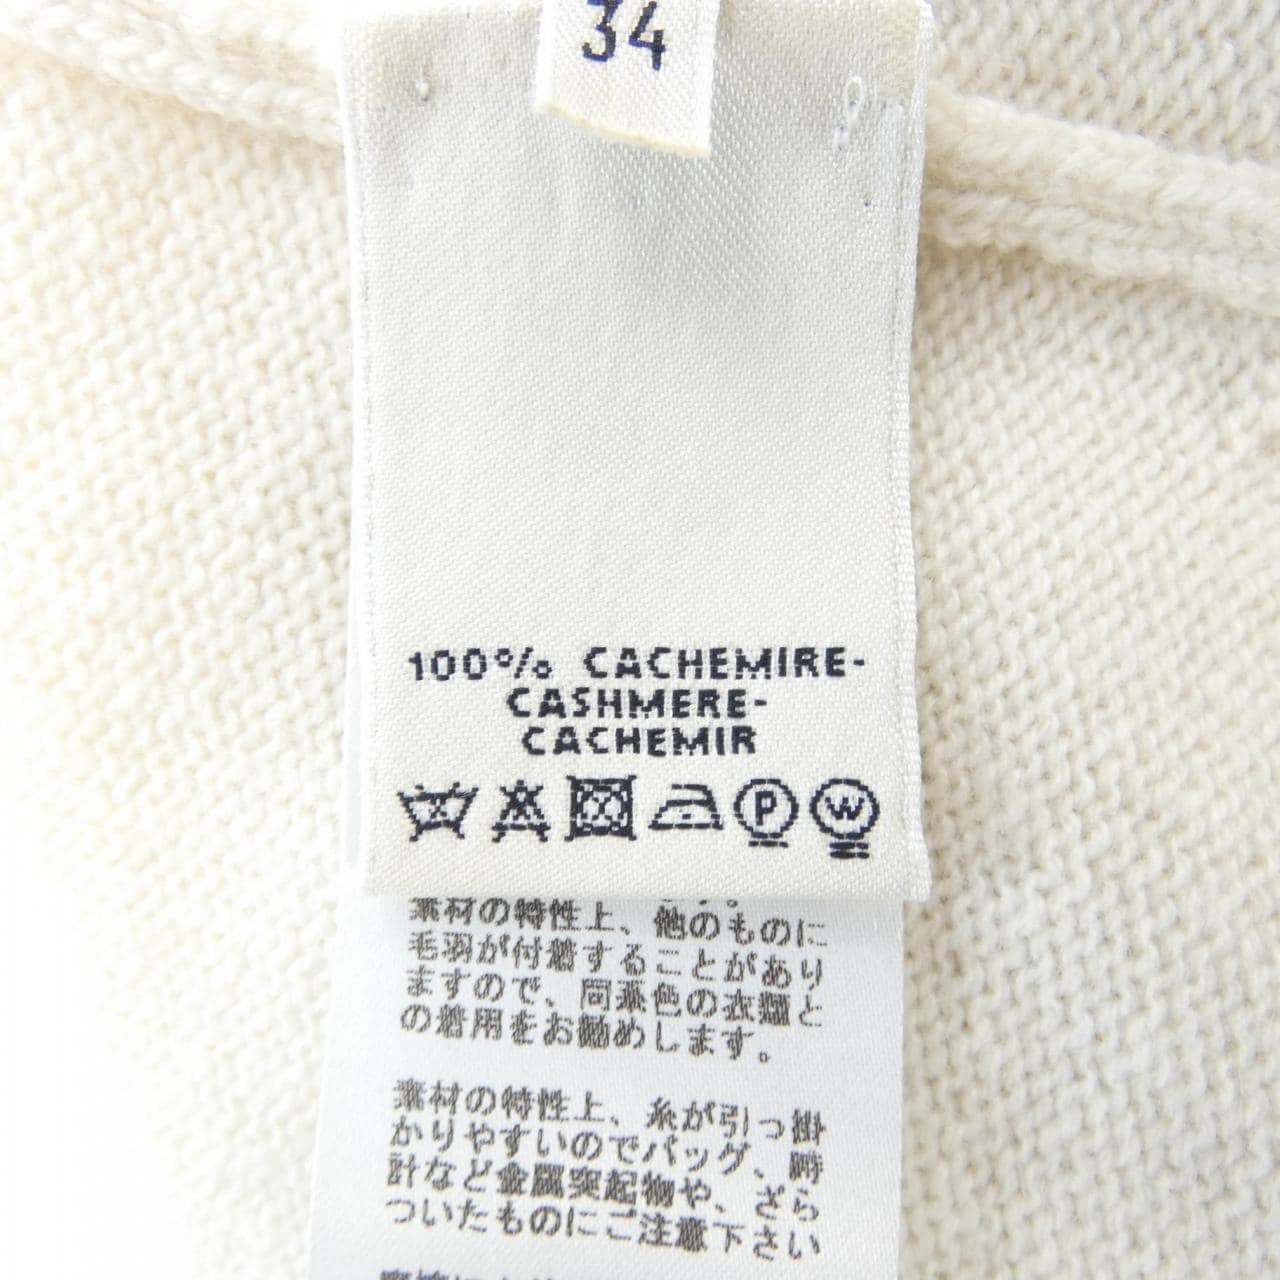 34
100% CACHEMIRE-
CASHMERE-
CACHEMIR
P W
素材の特性上、他のものに
毛羽が付着することがあり
ますので、同系色の衣類と
の着用をお勧めします。
素材の特性上、糸が引っ掛
かりやすいのでバッグ、時
計など金属突起物や、ざら
ついたものにご注意下さい